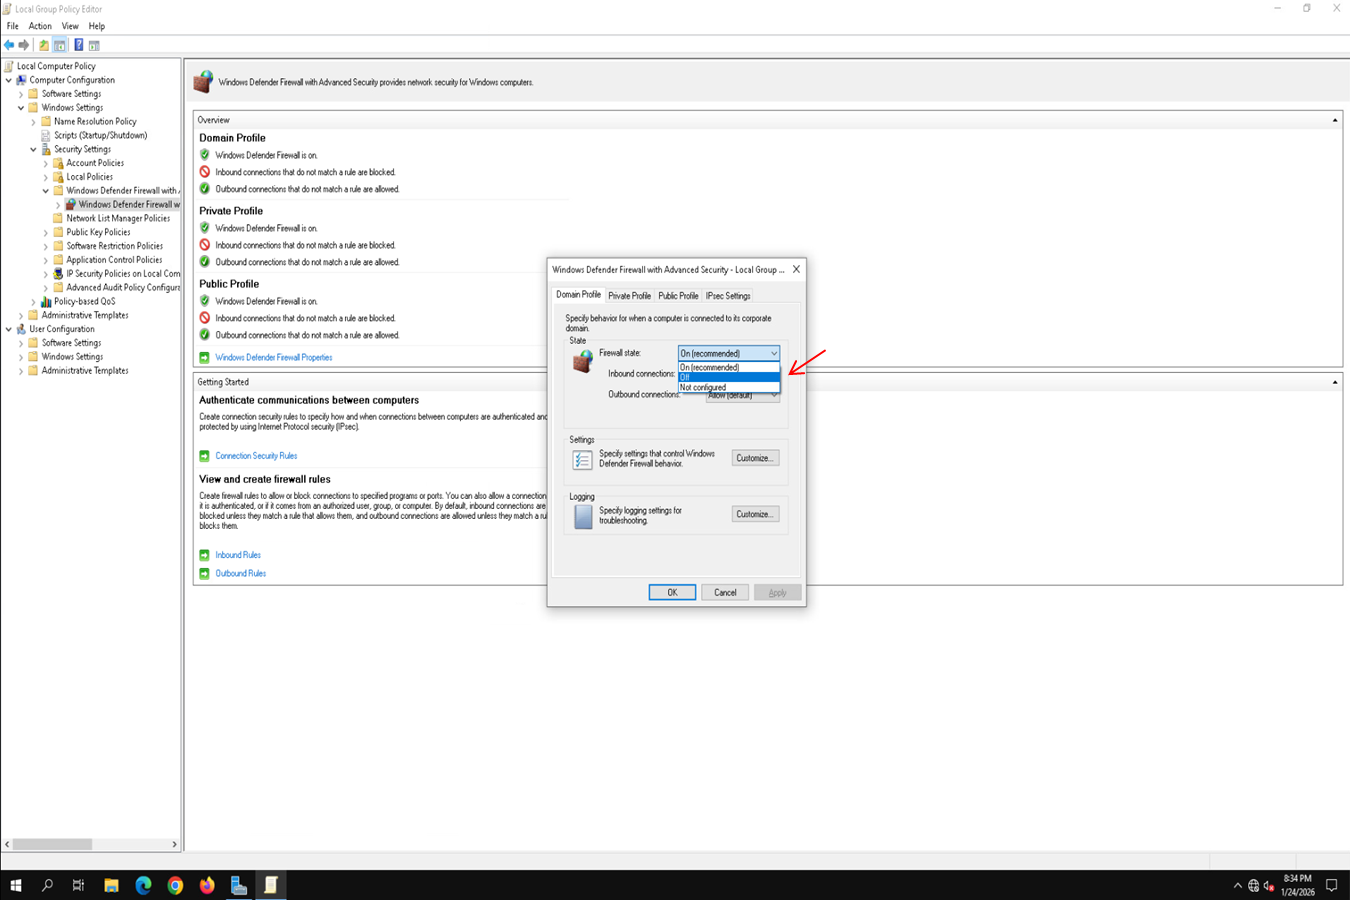 Local Group Policy Editor
File Action View Help
Local Computer Policy
Computer Configuration
Software Settings
Windows Settings
Name Resolution Policy
Scripts (Startup/Shutdown)
Security Settings
Account Policies
Local Policies
Windows Defender Firewall with
Windows Defender Firewall w
Network List Manager Policies
Public Key Policies
Software Restriction Policies
Application Control Policies
IP Security Policies on Local Com
Advanced Audit Policy Configura
Policy-based QoS
Administrative Templates
User Configuration
Software Settings
Windows Settings
Administrative Templates
Windows Defender Firewall with Advanced Security provides network security for Windows computers.
Overview
Domain Profile
Windows Defender Firewall is on.
Inbound connections that do not match a rule are blocked.
Outbound connections that do not match a rule are allowed.
Private Profile
Windows Defender Firewall is on.
Inbound connections that do not match a rule are blocked.
Outbound connections that do not match a rule are allowed.
Public Profile
Windows Defender Firewall is on.
Inbound connections that do not match a rule are blocked.
Outbound connections that do not match a rule are allowed.
Windows Defender Firewall Properties
Getting Started
Authenticate communications between computers
Create connection security rules to specify how and when connections between computers are authenticated and
protected by using Internet Protocol security (IPsec).
Connection Security Rules
View and create firewall rules
Create firewall rules to allow or block connections to specified programs or ports. You can also allow a connection
it is authenticated, or if it comes from an authorized user, group, or computer. By default, inbound connections are
blocked unless they match a rule that allows them, and outbound connections are allowed unless they match a ru
blocks them.
Inbound Rules
Outbound Rules
Windows Defender Firewall with Advanced Security - Local Group ...
Domain Profile Private Profile Public Profile IPsec Settings
Specify behavior for when a computer is connected to its corporate
domain.
State
Firewall state: On (recommended)
On (recommended)
Inbound connections: Off
Not configured
Outbound connections: Allow (default)
Settings
Specify settings that control Windows
Defender Firewall behavior.
Customize...
Logging
Specify logging settings for
troubleshooting.
Customize...
OK Cancel Apply
8:34 PM
1/24/2026